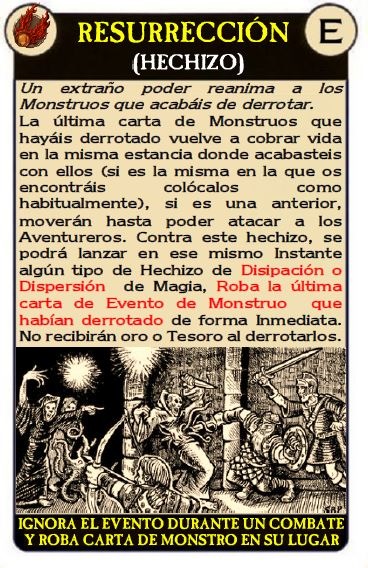 RESURRECCIÓN
E
(HECHIZO)
Un extraño poder reanima a los
Monstruos que acabáis de derrotar.
La última carta de Monstruos que
hayáis derrotado vuelve a cobrar vida
en la misma estancia donde acabasteis
con ellos (si es la misma en la que os
encontráis colócalos como
habitualmente), si es una anterior,
moverán hasta poder atacar a los
Aventureros. Contra este hechizo, se
podrá lanzar en ese mismo Instante
algún tipo de Hechizo de Disipación o
Dispersión de Magia, Roba la última
carta de Evento de Monstruo que
habían derrotado de forma Inmediata.
No recibirán oro o Tesoro al derrotarlos.
IGNORA EL EVENTO DURANTE UN COMBATE
Y ROBA CARTA DE MONSTRO EN SU LUGAR